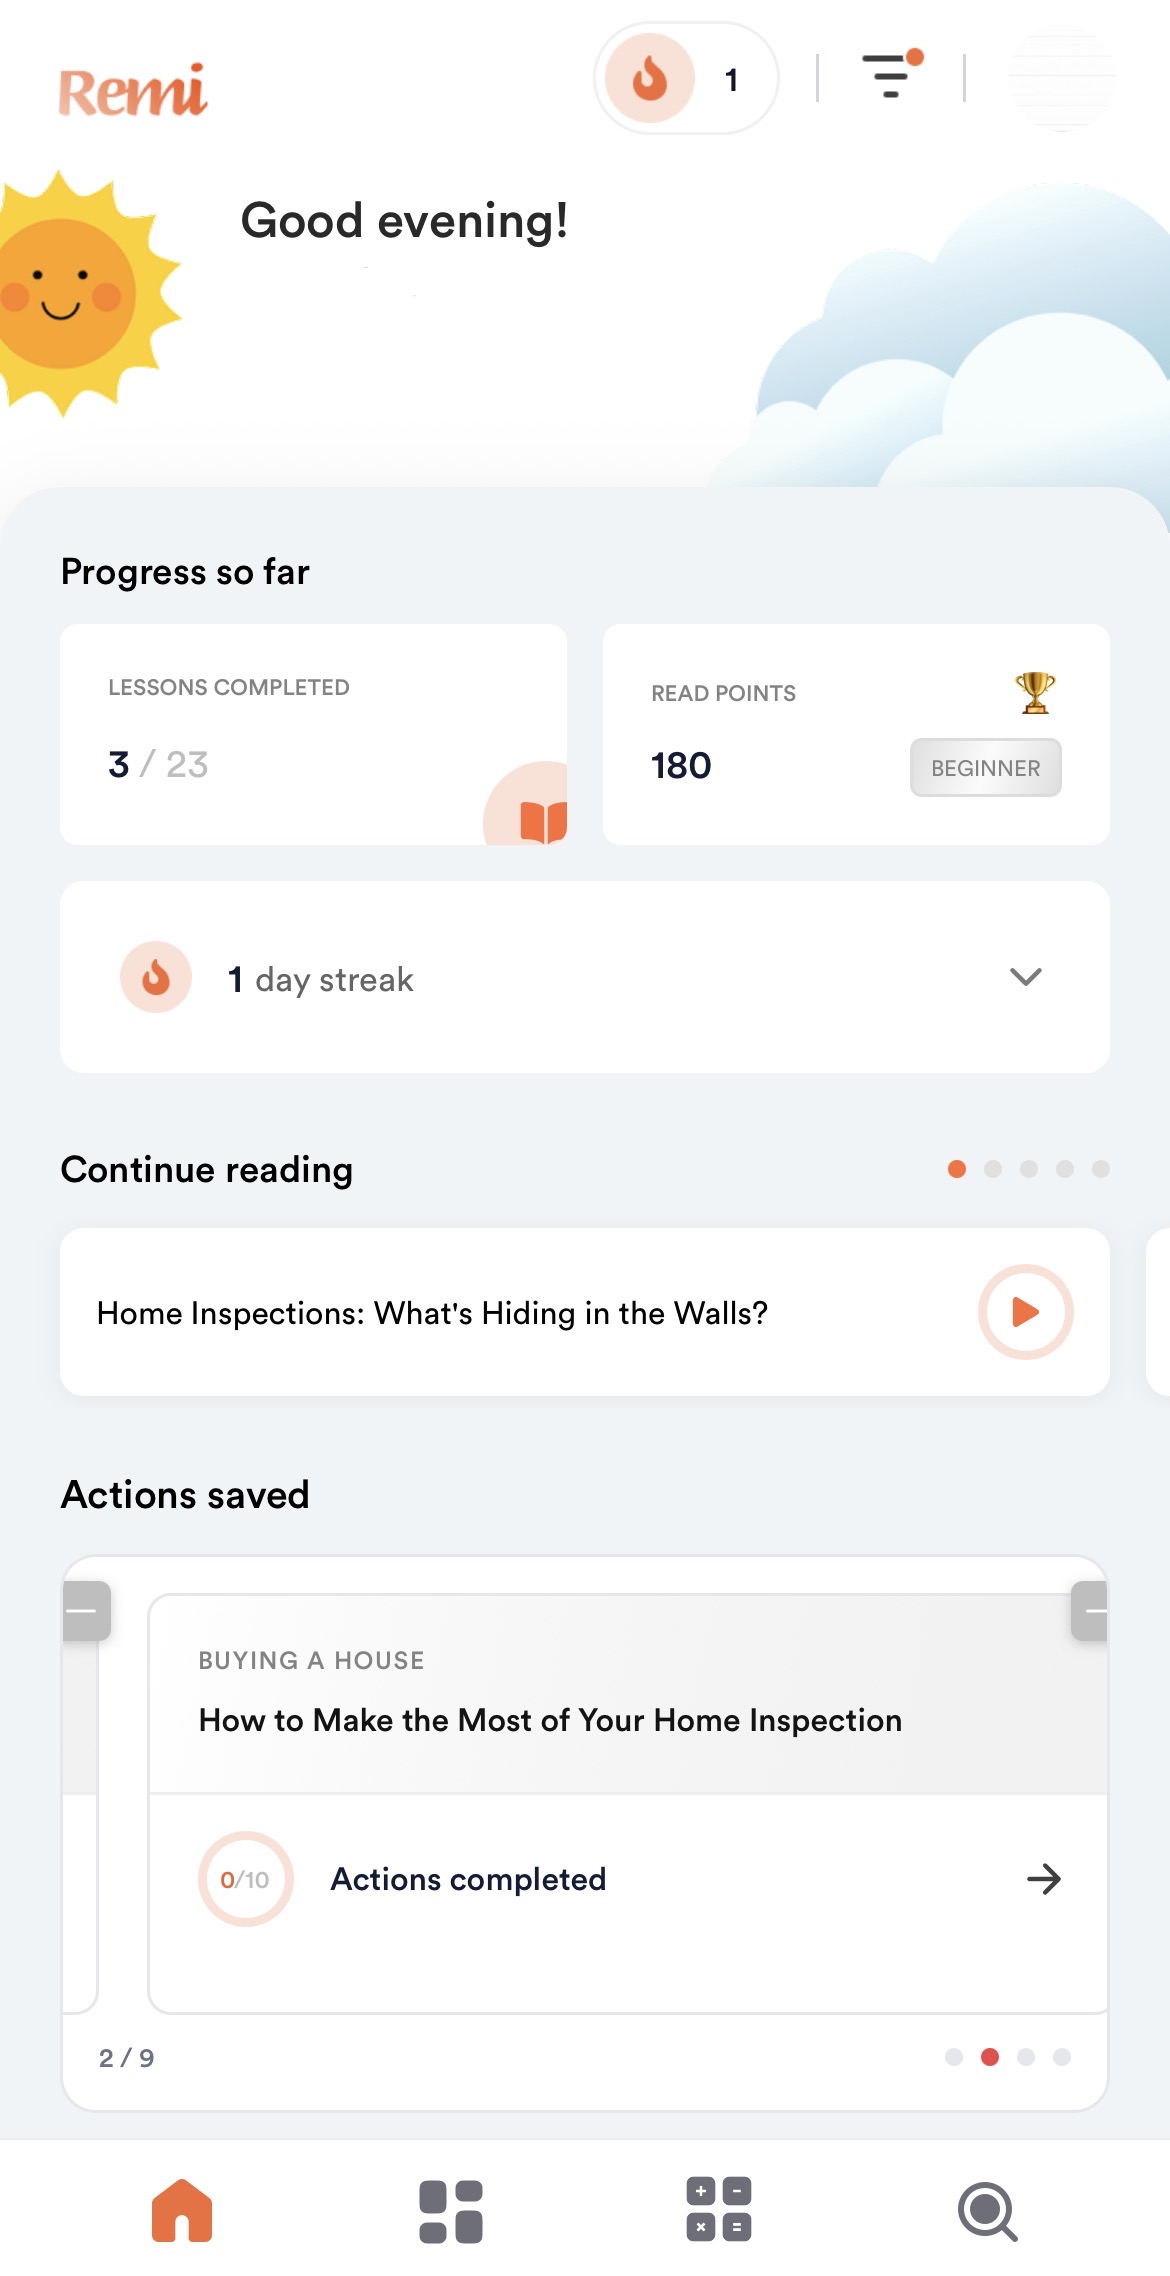 Remi
1
Good evening!
Progress so far
LESSONS COMPLETED
3 / 23
READ POINTS
180
BEGINNER
1 day streak
Continue reading
Home Inspections: What's Hiding in the Walls?
Actions saved
BUYING A HOUSE
How to Make the Most of Your Home Inspection
0/10
Actions completed
2 / 9